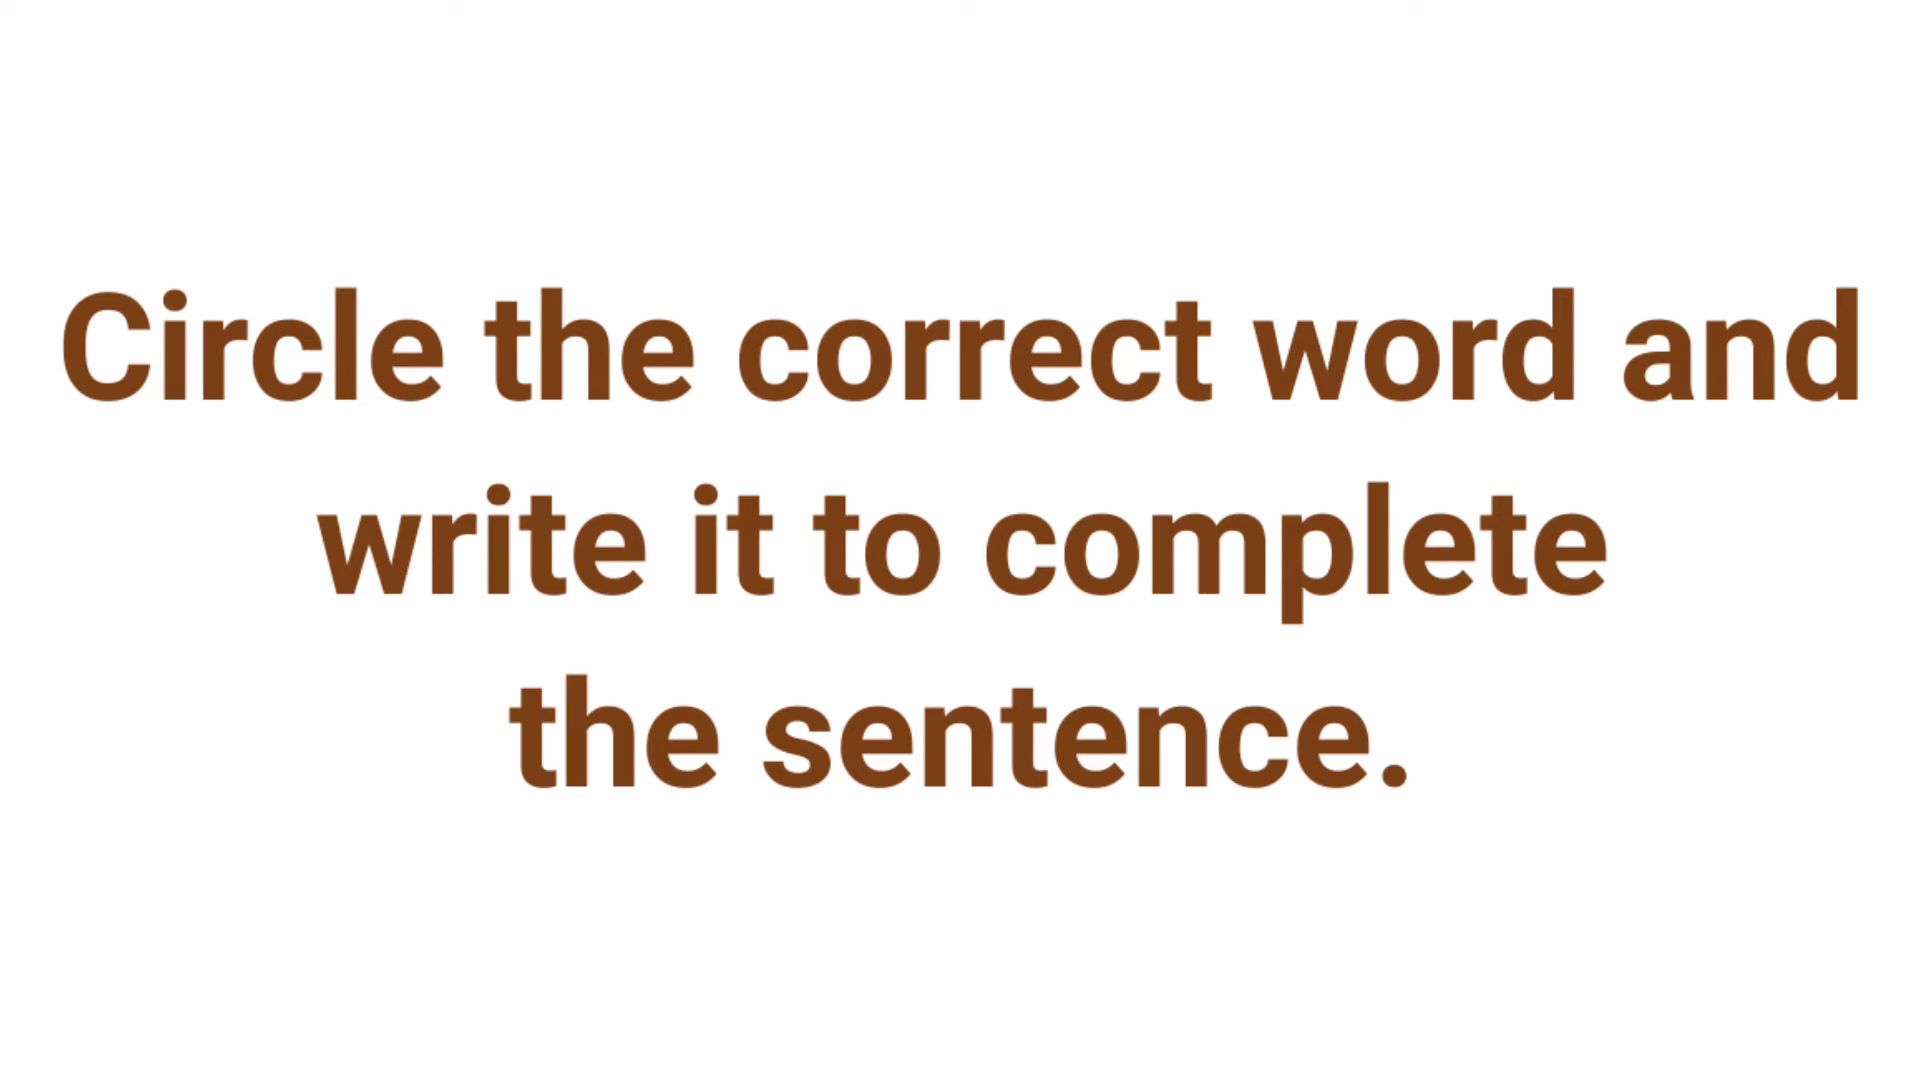 Circle the correct word and
write it to complete
the sentence.